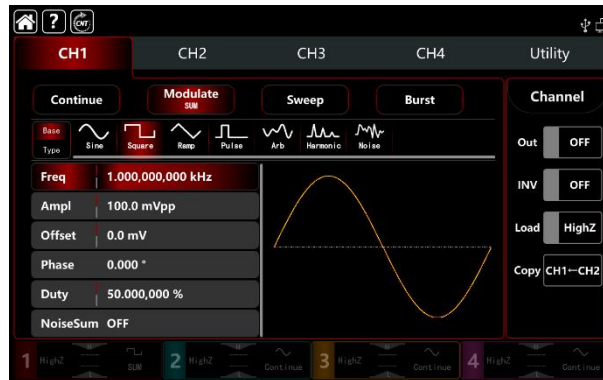 ? CNT
CH1 CH2 CH3 CH4 Utility
Continue Modulate Sweep Burst Channel
SUM
Base
Type Sine Square Ramp Pulse Arb Harmonic Noise
Out OFF
Freq 1.000,000,000 kHz
INV OFF
Ampl 100.0 mVpp
Offset 0.0 mV
Load HighZ
Phase 0.000 °
Copy CH1←CH2
Duty 50.000,000 %
NoiseSum OFF
1 HighZ SUM 2 HighZ Continue 3 HighZ Continue 4 HighZ Continue